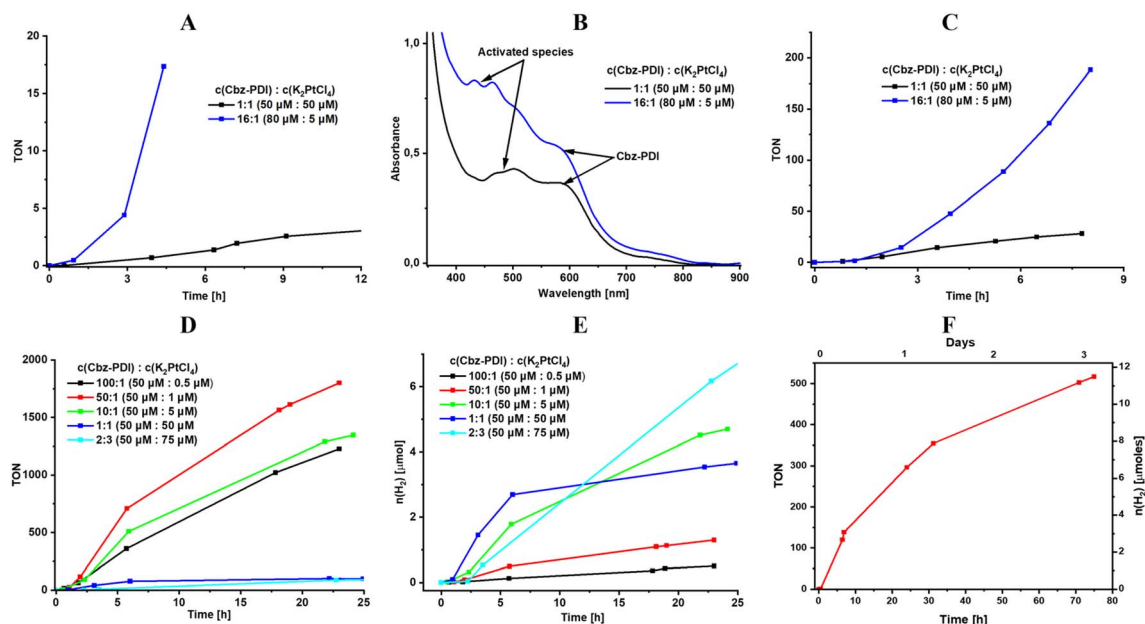 A
TON
20
15
10
5
0
c(Cbz-PDI) : c(K₂PtCl₄)
1:1 (50 µM : 50 µM)
16:1 (80 µM : 5 µM)
0 3 6 9 12
Time [h]
B
Absorbance
1,0
0,5
0,0
Activated species
c(Cbz-PDI) : c(K₂PtCl₄)
1:1 (50 µM : 50 µM)
16:1 (80 µM : 5 µM)
Cbz-PDI
400 500 600 700 800 900
Wavelength [nm]
C
TON
200
175
150
125
100
75
50
25
0
c(Cbz-PDI) : c(K₂PtCl₄)
1:1 (50 µM : 50 µM)
16:1 (80 µM : 5 µM)
0 3 6 9
Time [h]
D
TON
2000
1500
1000
500
0
c(Cbz-PDI) : c(K₂PtCl₄)
100:1 (50 µM : 0.5 µM)
50:1 (50 µM : 1 µM)
10:1 (50 µM : 5 µM)
1:1 (50 µM : 50 µM
2:3 (50 µM : 75 µM)
0 5 10 15 20 25
Time [h]
E
n(H₂) [µmol]
6
4
2
0
c(Cbz-PDI) : c(K₂PtCl₄)
100:1 (50 µM : 0.5 µM)
50:1 (50 µM : 1 µM)
10:1 (50 µM : 5 µM)
1:1 (50 µM : 50 µM
2:3 (50 µM : 75 µM)
0 5 10 15 20 25
Time [h]
F
Days
0 1 2 3
TON
500
400
300
200
100
0
12
11
10
9
8
7
6
5
4
3
2
1
0
n(H₂) [µmoles]
0 10 20 30 40 50 60 70 80
Time [h]